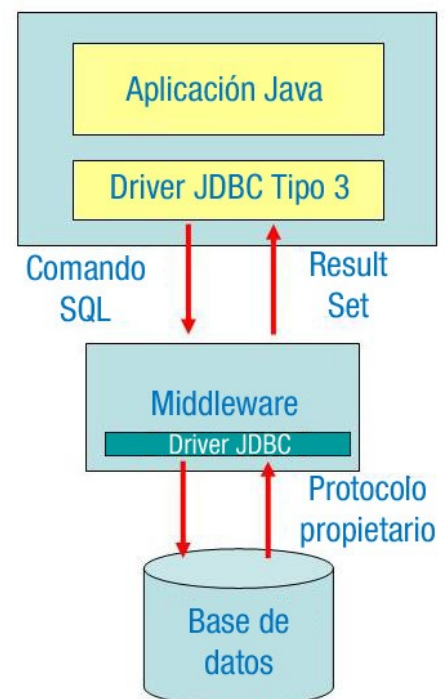 Aplicación Java
Driver JDBC Tipo 3
Comando
SQL
Result
Set
Middleware
Driver JDBC
Protocolo
propietario
Base de
datos